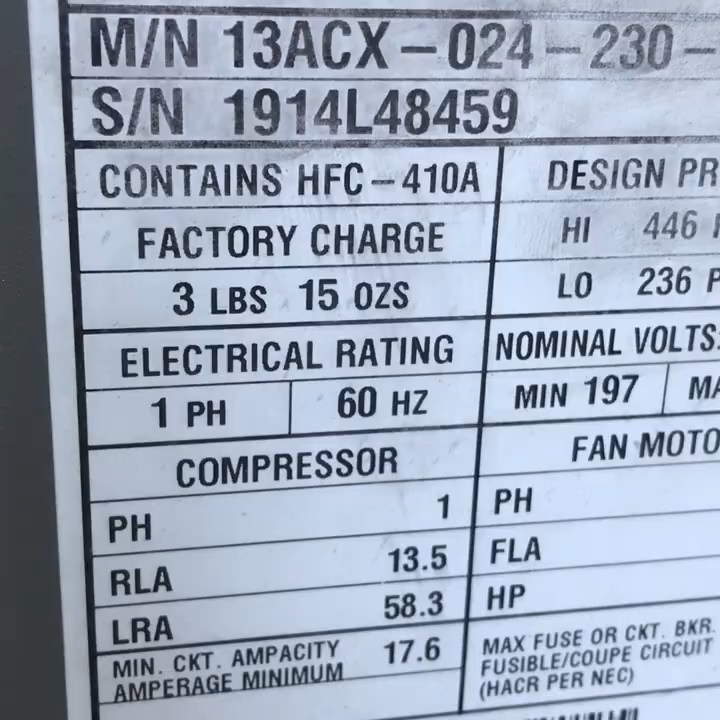 M/N 13ACX-024-230-
S/N 1914L48459
CONTAINS HFC-410A
DESIGN
FACTORY CHARGE
HI 446
3 LBS 15 OZS
LO 236
ELECTRICAL RATING
NOMINAL VOLTS:
1 PH 60 HZ
MIN 197
COMPRESSOR
FAN
PH 1
PH
RLA 13.5
FLA
LRA 58.3
HP
MIN. CKT. AMPACITY 17.6
AMPERAGE MINIMUM
MAX FUSE OR CKT. BKR.
FUSIBLE/COUPE CIRCUIT
(HACR PER NEC)